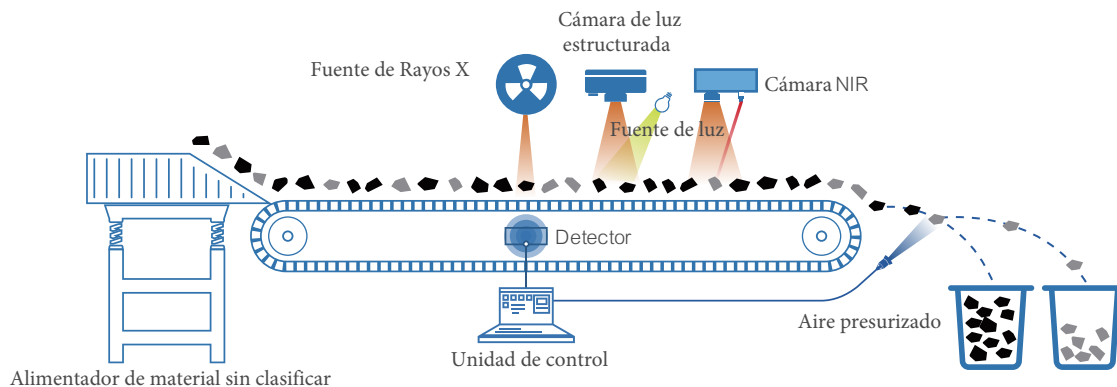 Cámara de luz
estructurada
Fuente de Rayos X
Cámara NIR
Fuente de luz
Detector
Aire presurizado
Unidad de control
Alimentador de material sin clasificar